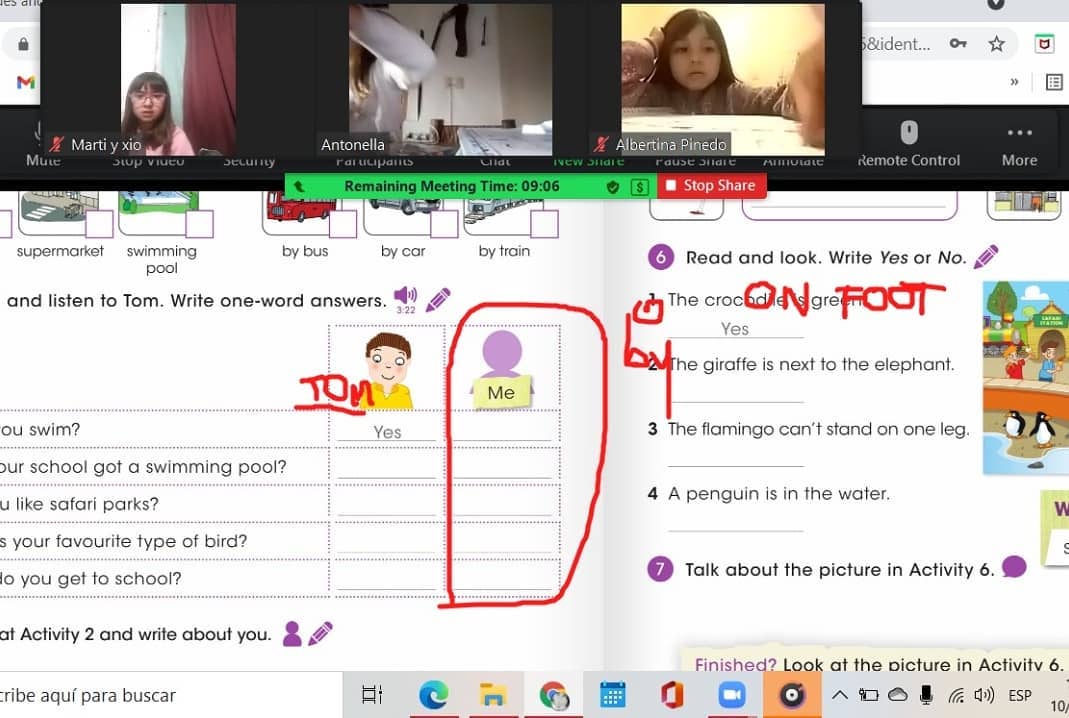 5&ident...
»
Marti y xio
Antonella
Albertina Pinedo
Mute
Stop Video
Security
Participants
Chat
New Share
Pause Share
Annotate
Remote Control
More
Remaining Meeting Time: 09:06
Stop Share
supermarket
swimming
pool
by bus
by car
by train
and listen to Tom. Write one-word answers.
3:22
TOM
Me
ou swim?
Yes
our school got a swimming pool?
u like safari parks?
s your favourite type of bird?
do you get to school?
at Activity 2 and write about you.
6 Read and look. Write Yes or No.
1 The crocodile is green.
ON FOOT
Yes
by
2 The giraffe is next to the elephant.
3 The flamingo can't stand on one leg.
4 A penguin is in the water.
SAFARI
STATION
W
7 Talk about the picture in Activity 6.
Finished? Look at the picture in Activity 6.
cribe aquí para buscar
ESP
10/